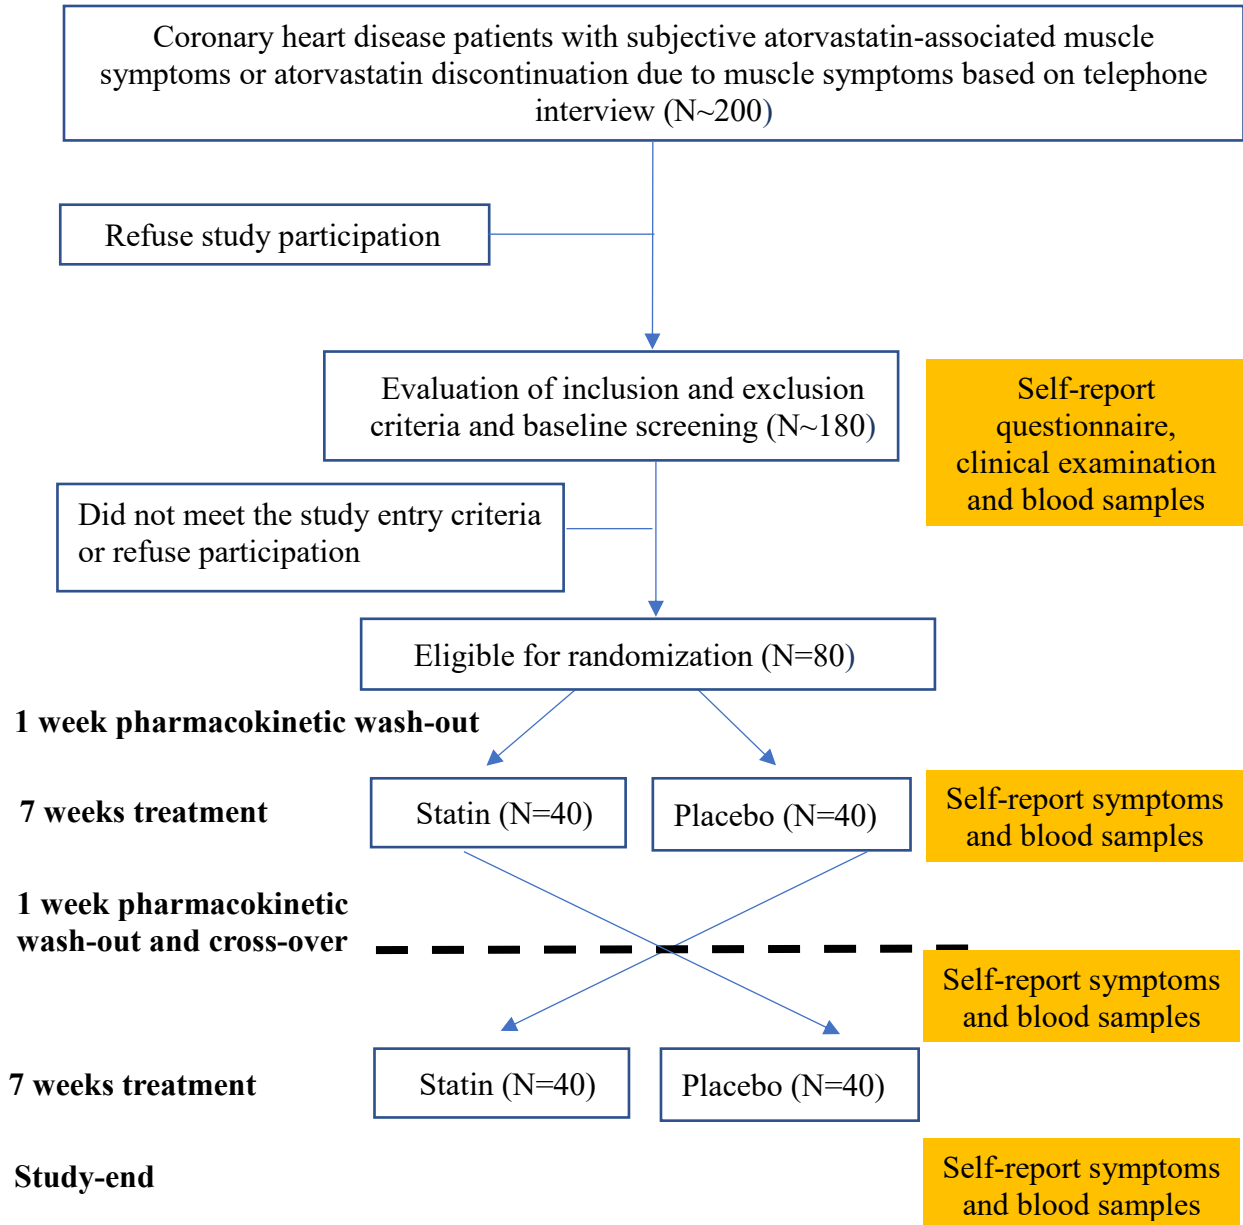 Coronary heart disease patients with subjective atorvastatin-associated muscle
symptoms or atorvastatin discontinuation due to muscle symptoms based on telephone
interview (N~200)
Refuse study participation
Evaluation of inclusion and exclusion
criteria and baseline screening (N~180)
Self-report
questionnaire,
clinical examination
and blood samples
Did not meet the study entry criteria
or refuse participation
Eligible for randomization (N=80)
1 week pharmacokinetic wash-out
7 weeks treatment
Statin (N=40)
Placebo (N=40)
Self-report symptoms
and blood samples
1 week pharmacokinetic
wash-out and cross-over
Self-report symptoms
and blood samples
7 weeks treatment
Statin (N=40)
Placebo (N=40)
Study-end
Self-report symptoms
and blood samples